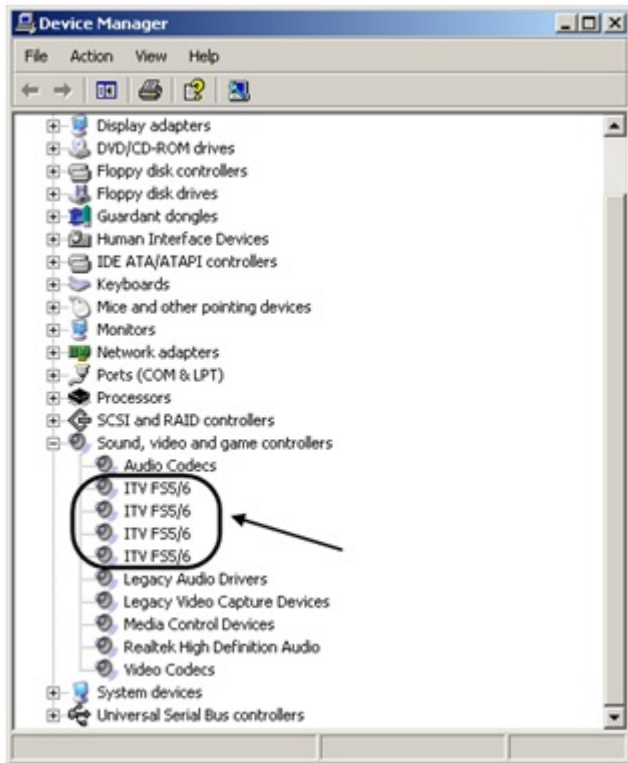 Device Manager
File Action View Help
Display adapters
DVD/CD-ROM drives
Floppy disk controllers
Floppy disk drives
Guardant dongles
Human Interface Devices
IDE ATA/ATAPI controllers
Keyboards
Mice and other pointing devices
Monitors
Network adapters
Ports (COM & LPT)
Processors
SCSI and RAID controllers
Sound, video and game controllers
Audio Codecs
ITV FS5/6
ITV FS5/6
ITV FS5/6
ITV FS5/6
Legacy Audio Drivers
Legacy Video Capture Devices
Media Control Devices
Realtek High Definition Audio
Video Codecs
System devices
Universal Serial Bus controllers